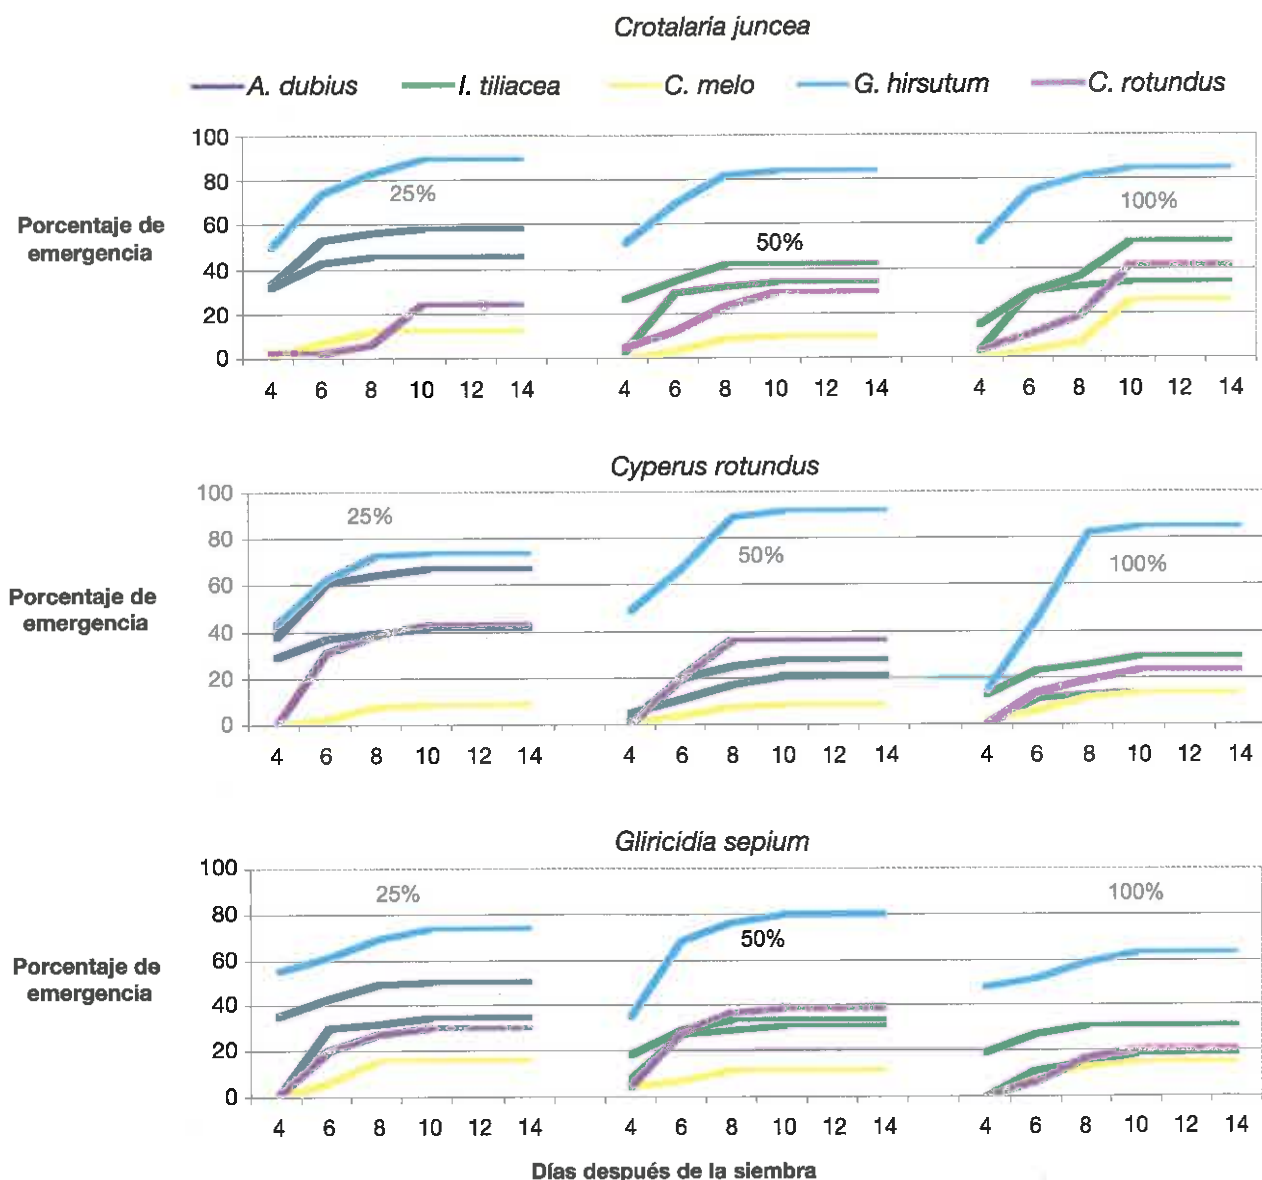 Crotalaria juncea
A. dubius I. tiliacea C. melo G. hirsutum C. rotundus
100
80
60
40
20
0
Porcentaje de
emergencia
25%
50%
100%
4 6 8 10 12 14 4 6 8 10 12 14 4 6 8 10 12 14
Cyperus rotundus
100
80
60
40
20
0
Porcentaje de
emergencia
25%
50%
100%
4 6 8 10 12 14 4 6 8 10 12 14 4 6 8 10 12 14
Gliricidia sepium
100
80
60
40
20
0
Porcentaje de
emergencia
25%
50%
100%
4 6 8 10 12 14 4 6 8 10 12 14 4 6 8 10 12 14
Días después de la siembra